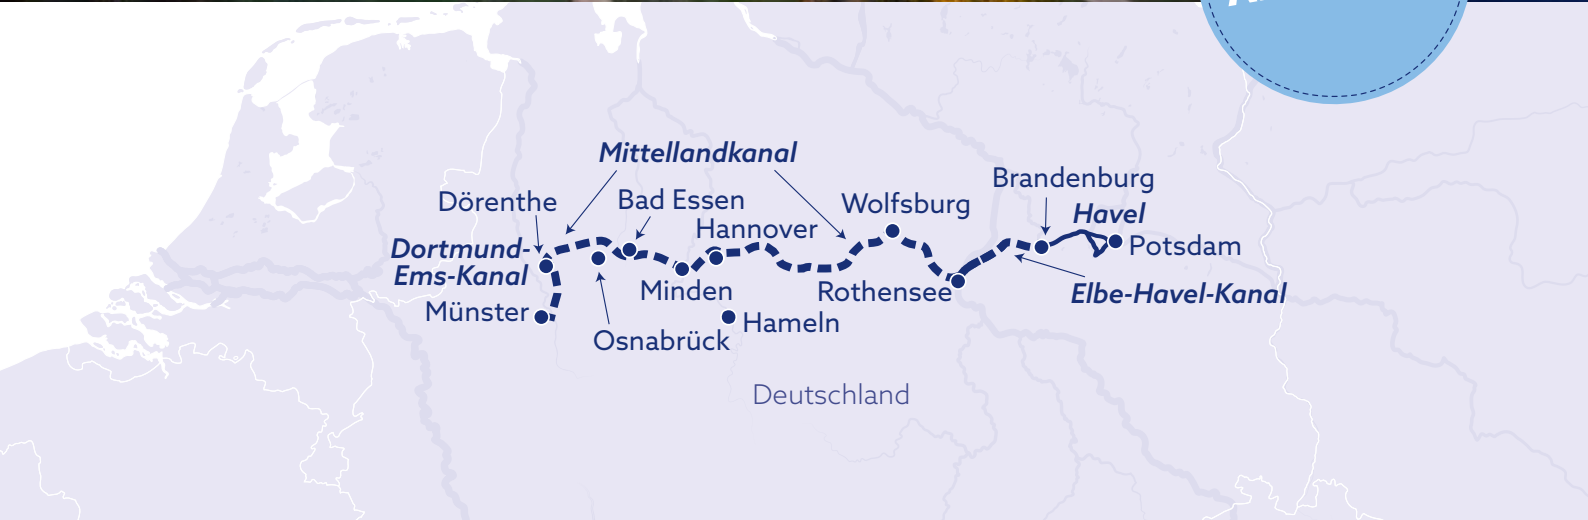 Mittellandkanal
Brandenburg
Dörenthe
Bad Essen
Wolfsburg
Havel
Hannover
Dortmund-
Ems-Kanal
Potsdam
Minden
Rothensee
Elbe-Havel-Kanal
Münster
Hameln
Osnabrück
Deutschland